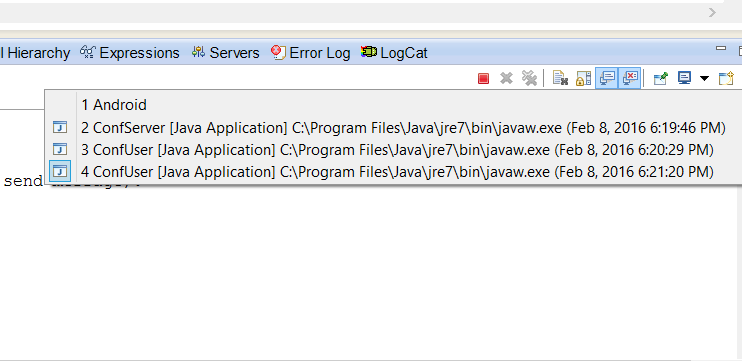 l Hierarchy Expressions Servers Error Log LogCat
1 Android
2 ConfServer [Java Application] C:\Program Files\Java\jre7\bin\javaw.exe (Feb 8, 2016 6:19:46 PM)
3 ConfUser [Java Application] C:\Program Files\Java\jre7\bin\javaw.exe (Feb 8, 2016 6:20:29 PM)
4 ConfUser [Java Application] C:\Program Files\Java\jre7\bin\javaw.exe (Feb 8, 2016 6:21:20 PM)
send